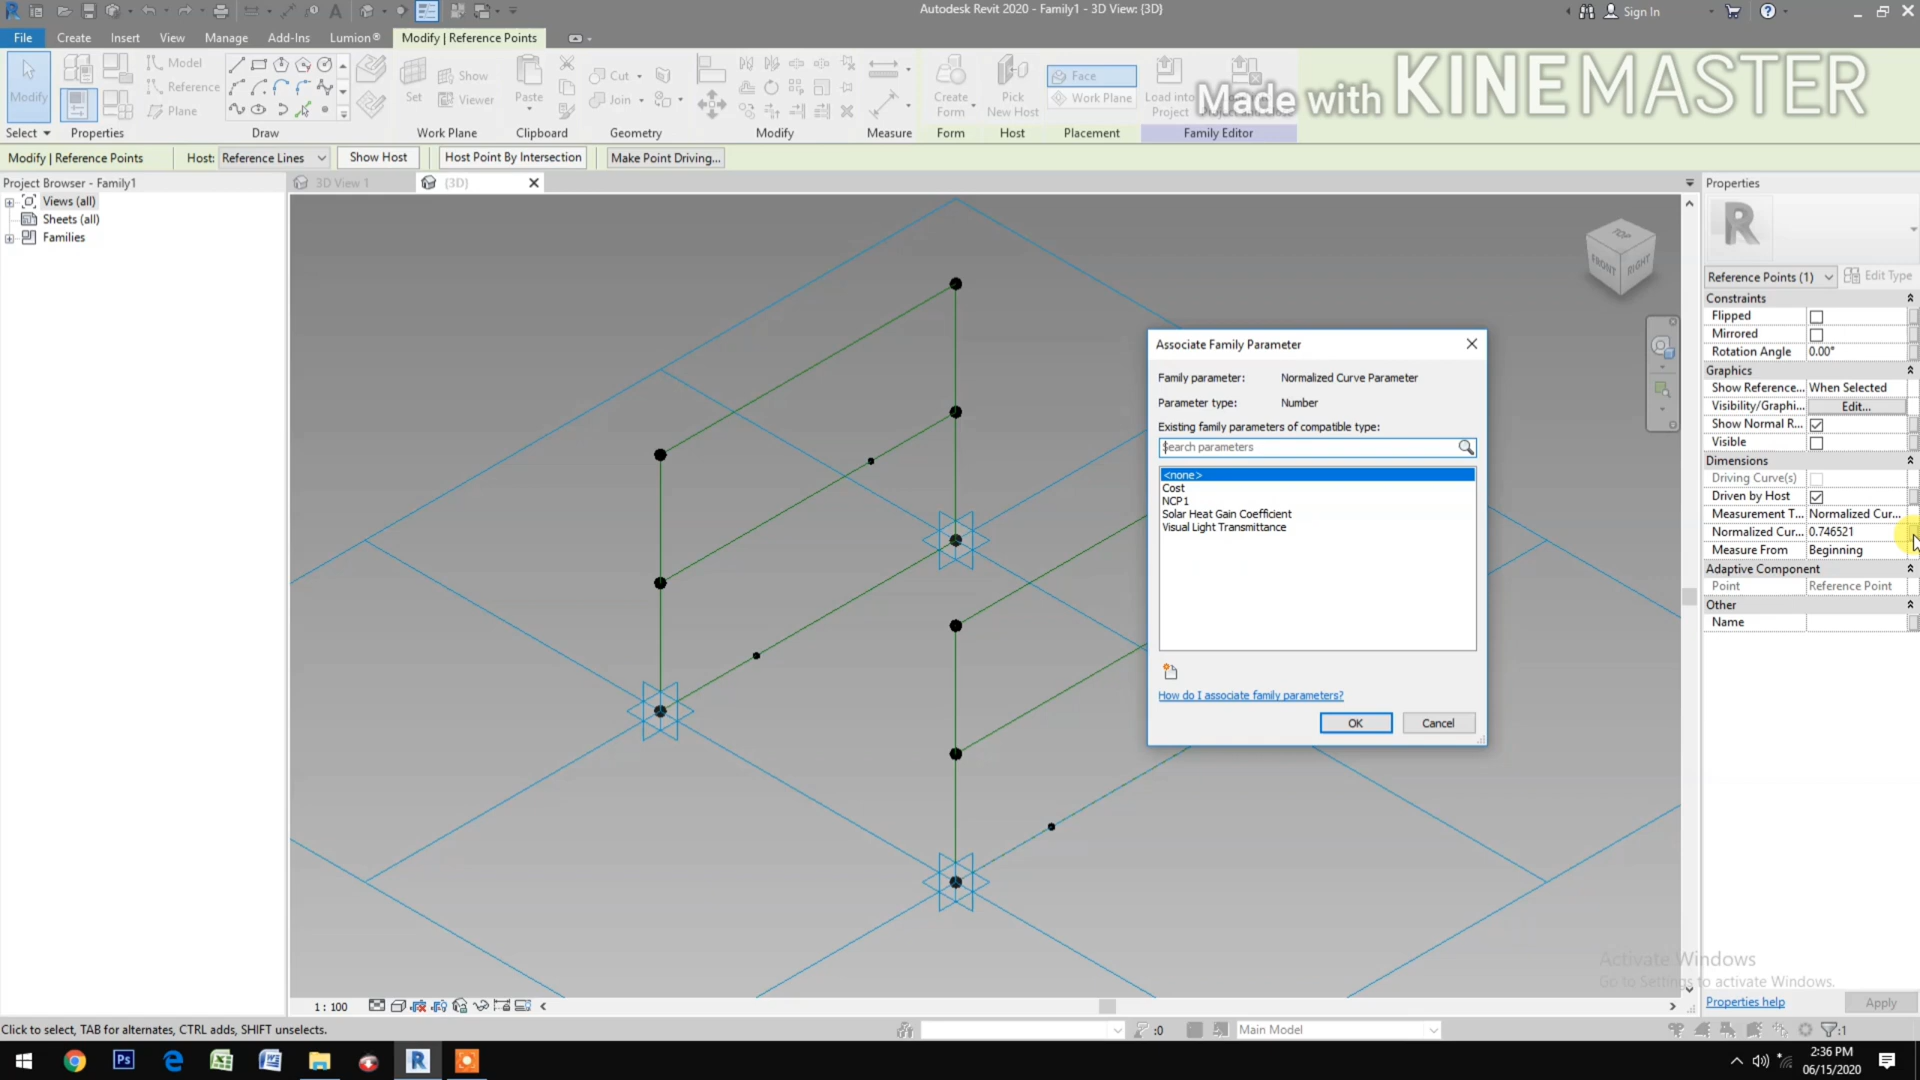 Autodesk Revit 2020 - Family1 - 3D View: {3D}
Sign In
File Create Insert View Manage Add-Ins Lumion® Modify | Reference Points
Modify
Model
Reference
Plane
Set
Show
Viewer
Paste
Cut
Join
Create Form
Pick New Host
Face
Work Plane
Load into Project
Project and Close
Made with KINEMASTER
Select Properties Draw Work Plane Clipboard Geometry Modify Measure Form Host Placement Family Editor
Modify | Reference Points Host: Reference Lines Show Host Host Point By Intersection Make Point Driving...
Project Browser - Family1
Views (all)
Sheets (all)
Families
3D View 1
{3D}
TOP
FRONT
RIGHT
Associate Family Parameter
Family parameter: Normalized Curve Parameter
Parameter type: Number
Existing family parameters of compatible type:
Search parameters
<none>
Cost
NCP1
Solar Heat Gain Coefficient
Visual Light Transmittance
How do I associate family parameters?
OK Cancel
Properties
R
Reference Points (1) Edit Type
Constraints
Flipped
Mirrored
Rotation Angle 0.00°
Graphics
Show Reference... When Selected
Visibility/Graphi... Edit...
Show Normal R...
Visible
Dimensions
Driving Curve(s)
Driven by Host
Measurement T... Normalized Cur...
Normalized Cur... 0.746521
Measure From Beginning
Adaptive Component
Point Reference Point
Other
Name
Activate Windows
Go to Settings to activate Windows.
Properties help Apply
1 : 100
Click to select, TAB for alternates, CTRL adds, SHIFT unselects.
:0
Main Model
:1
2:36 PM
06/15/2020